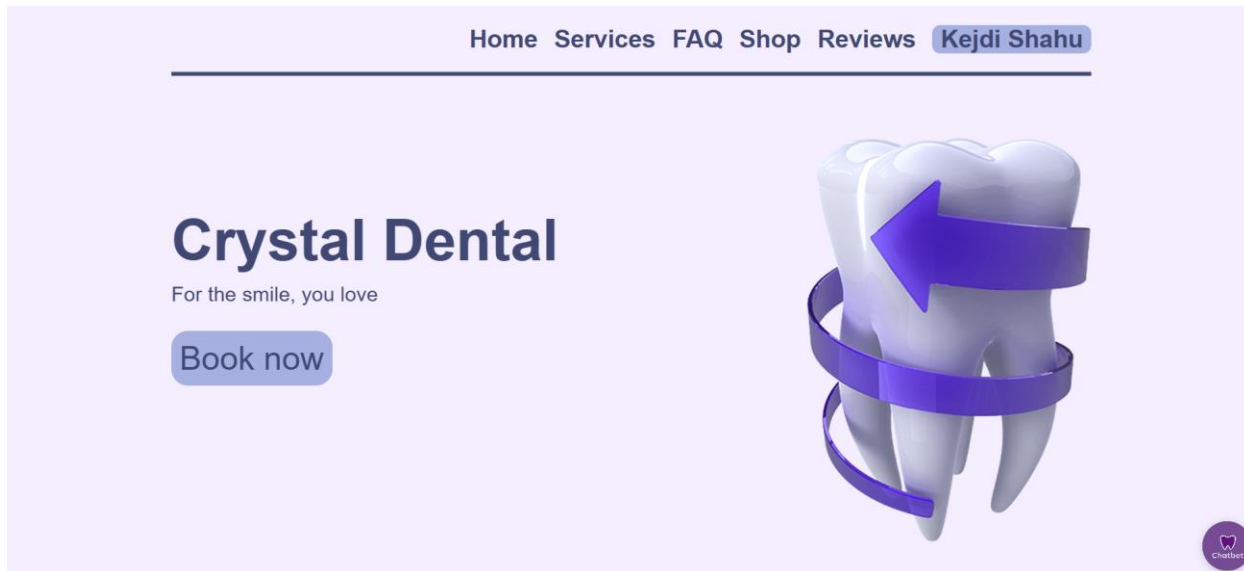 Home Services FAQ Shop Reviews Kejdi Shahu
Crystal Dental
For the smile, you love
Book now
Chatbot